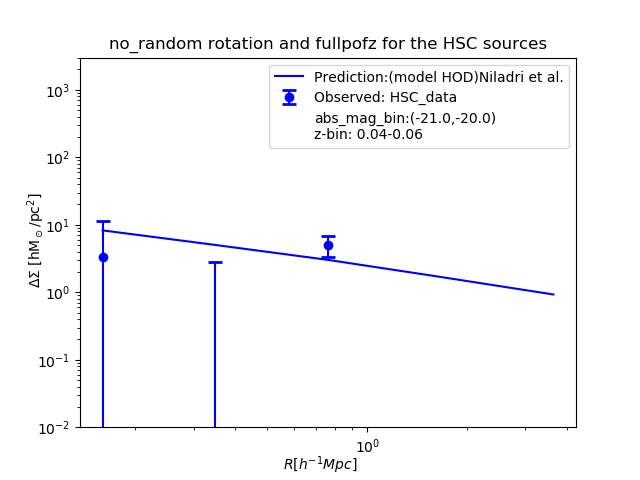 no_random rotation and fullpofz for the HSC sources
Prediction:(model HOD)Niladri et al.
Observed: HSC_data
abs_mag_bin:(-21.0,-20.0)
z-bin: 0.04-0.06
10³
10²
10¹
10⁰
10⁻¹
10⁻²
ΔΣ [hM⊙/pc²]
10⁰
R[h⁻¹Mpc]